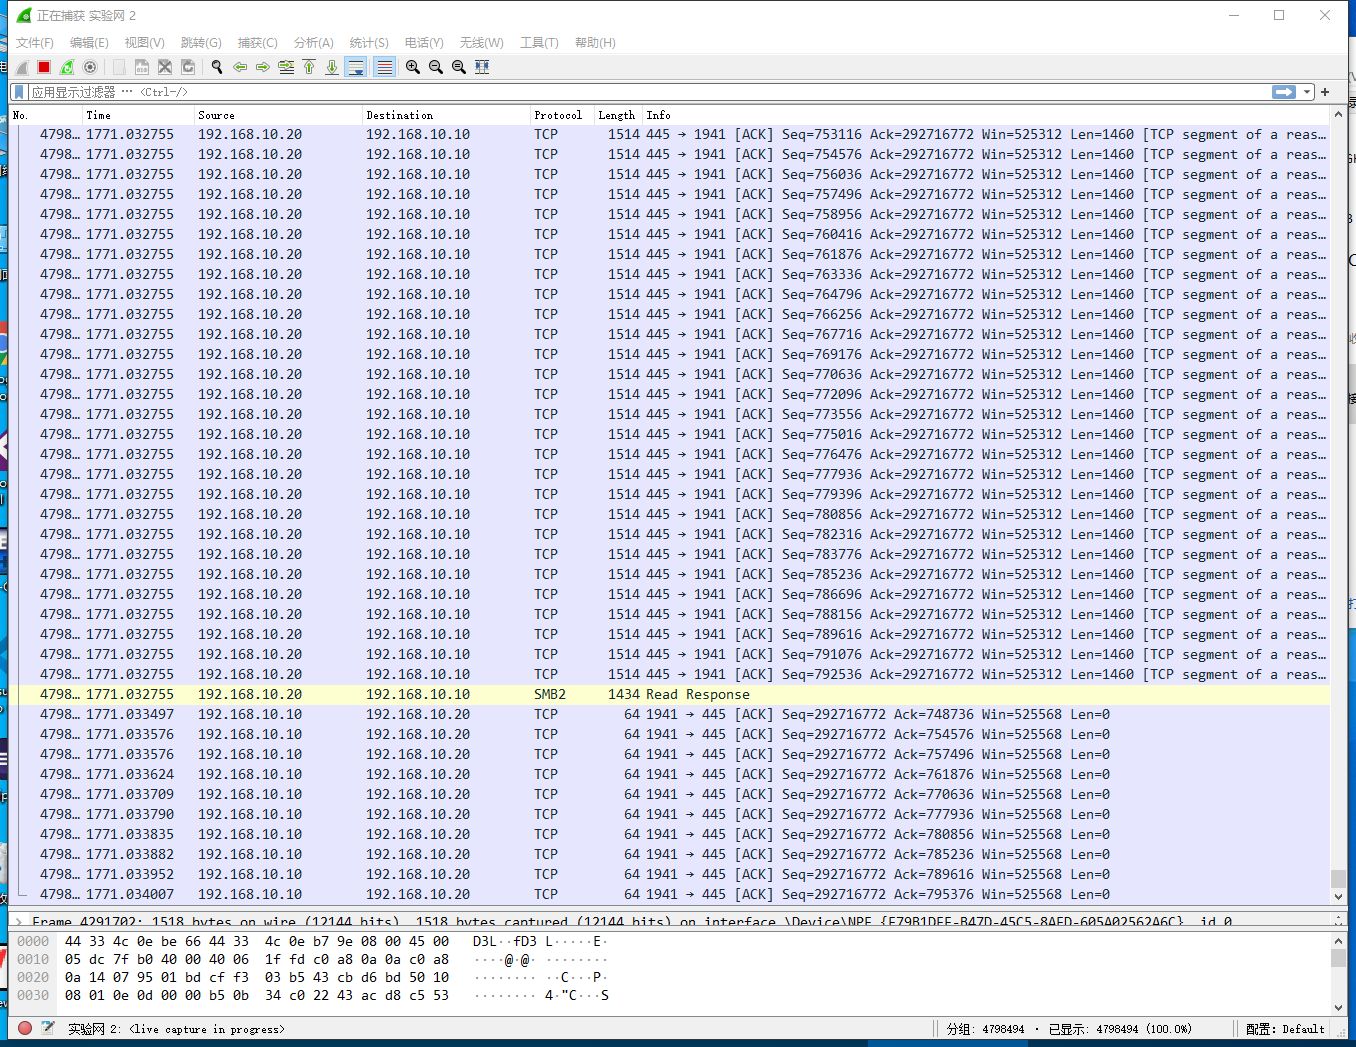 正在捕获 实验网 2
文件(F) 编辑(E) 视图(V) 跳转(G) 捕获(C) 分析(A) 统计(S) 电话(Y) 无线(W) 工具(T) 帮助(H)
应用显示过滤器 … <Ctrl-/>
No. Time Source Destination Protocol Length Info
4798… 1771.032755 192.168.10.20 192.168.10.10 TCP 1514 445 → 1941 [ACK] Seq=753116 Ack=292716772 Win=525312 Len=1460 [TCP segment of a reas…
4798… 1771.032755 192.168.10.20 192.168.10.10 TCP 1514 445 → 1941 [ACK] Seq=754576 Ack=292716772 Win=525312 Len=1460 [TCP segment of a reas…
4798… 1771.032755 192.168.10.20 192.168.10.10 TCP 1514 445 → 1941 [ACK] Seq=756036 Ack=292716772 Win=525312 Len=1460 [TCP segment of a reas…
4798… 1771.032755 192.168.10.20 192.168.10.10 TCP 1514 445 → 1941 [ACK] Seq=757496 Ack=292716772 Win=525312 Len=1460 [TCP segment of a reas…
4798… 1771.032755 192.168.10.20 192.168.10.10 TCP 1514 445 → 1941 [ACK] Seq=758956 Ack=292716772 Win=525312 Len=1460 [TCP segment of a reas…
4798… 1771.032755 192.168.10.20 192.168.10.10 TCP 1514 445 → 1941 [ACK] Seq=760416 Ack=292716772 Win=525312 Len=1460 [TCP segment of a reas…
4798… 1771.032755 192.168.10.20 192.168.10.10 TCP 1514 445 → 1941 [ACK] Seq=761876 Ack=292716772 Win=525312 Len=1460 [TCP segment of a reas…
4798… 1771.032755 192.168.10.20 192.168.10.10 TCP 1514 445 → 1941 [ACK] Seq=763336 Ack=292716772 Win=525312 Len=1460 [TCP segment of a reas…
4798… 1771.032755 192.168.10.20 192.168.10.10 TCP 1514 445 → 1941 [ACK] Seq=764796 Ack=292716772 Win=525312 Len=1460 [TCP segment of a reas…
4798… 1771.032755 192.168.10.20 192.168.10.10 TCP 1514 445 → 1941 [ACK] Seq=766256 Ack=292716772 Win=525312 Len=1460 [TCP segment of a reas…
4798… 1771.032755 192.168.10.20 192.168.10.10 TCP 1514 445 → 1941 [ACK] Seq=767716 Ack=292716772 Win=525312 Len=1460 [TCP segment of a reas…
4798… 1771.032755 192.168.10.20 192.168.10.10 TCP 1514 445 → 1941 [ACK] Seq=769176 Ack=292716772 Win=525312 Len=1460 [TCP segment of a reas…
4798… 1771.032755 192.168.10.20 192.168.10.10 TCP 1514 445 → 1941 [ACK] Seq=770636 Ack=292716772 Win=525312 Len=1460 [TCP segment of a reas…
4798… 1771.032755 192.168.10.20 192.168.10.10 TCP 1514 445 → 1941 [ACK] Seq=772096 Ack=292716772 Win=525312 Len=1460 [TCP segment of a reas…
4798… 1771.032755 192.168.10.20 192.168.10.10 TCP 1514 445 → 1941 [ACK] Seq=773556 Ack=292716772 Win=525312 Len=1460 [TCP segment of a reas…
4798… 1771.032755 192.168.10.20 192.168.10.10 TCP 1514 445 → 1941 [ACK] Seq=775016 Ack=292716772 Win=525312 Len=1460 [TCP segment of a reas…
4798… 1771.032755 192.168.10.20 192.168.10.10 TCP 1514 445 → 1941 [ACK] Seq=776476 Ack=292716772 Win=525312 Len=1460 [TCP segment of a reas…
4798… 1771.032755 192.168.10.20 192.168.10.10 TCP 1514 445 → 1941 [ACK] Seq=777936 Ack=292716772 Win=525312 Len=1460 [TCP segment of a reas…
4798… 1771.032755 192.168.10.20 192.168.10.10 TCP 1514 445 → 1941 [ACK] Seq=779396 Ack=292716772 Win=525312 Len=1460 [TCP segment of a reas…
4798… 1771.032755 192.168.10.20 192.168.10.10 TCP 1514 445 → 1941 [ACK] Seq=780856 Ack=292716772 Win=525312 Len=1460 [TCP segment of a reas…
4798… 1771.032755 192.168.10.20 192.168.10.10 TCP 1514 445 → 1941 [ACK] Seq=782316 Ack=292716772 Win=525312 Len=1460 [TCP segment of a reas…
4798… 1771.032755 192.168.10.20 192.168.10.10 TCP 1514 445 → 1941 [ACK] Seq=783776 Ack=292716772 Win=525312 Len=1460 [TCP segment of a reas…
4798… 1771.032755 192.168.10.20 192.168.10.10 TCP 1514 445 → 1941 [ACK] Seq=785236 Ack=292716772 Win=525312 Len=1460 [TCP segment of a reas…
4798… 1771.032755 192.168.10.20 192.168.10.10 TCP 1514 445 → 1941 [ACK] Seq=786696 Ack=292716772 Win=525312 Len=1460 [TCP segment of a reas…
4798… 1771.032755 192.168.10.20 192.168.10.10 TCP 1514 445 → 1941 [ACK] Seq=788156 Ack=292716772 Win=525312 Len=1460 [TCP segment of a reas…
4798… 1771.032755 192.168.10.20 192.168.10.10 TCP 1514 445 → 1941 [ACK] Seq=789616 Ack=292716772 Win=525312 Len=1460 [TCP segment of a reas…
4798… 1771.032755 192.168.10.20 192.168.10.10 TCP 1514 445 → 1941 [ACK] Seq=791076 Ack=292716772 Win=525312 Len=1460 [TCP segment of a reas…
4798… 1771.032755 192.168.10.20 192.168.10.10 TCP 1514 445 → 1941 [ACK] Seq=792536 Ack=292716772 Win=525312 Len=1460 [TCP segment of a reas…
4798… 1771.032755 192.168.10.20 192.168.10.10 SMB2 1434 Read Response
4798… 1771.033497 192.168.10.10 192.168.10.20 TCP 64 1941 → 445 [ACK] Seq=292716772 Ack=748736 Win=525568 Len=0
4798… 1771.033576 192.168.10.10 192.168.10.20 TCP 64 1941 → 445 [ACK] Seq=292716772 Ack=754576 Win=525568 Len=0
4798… 1771.033576 192.168.10.10 192.168.10.20 TCP 64 1941 → 445 [ACK] Seq=292716772 Ack=757496 Win=525568 Len=0
4798… 1771.033624 192.168.10.10 192.168.10.20 TCP 64 1941 → 445 [ACK] Seq=292716772 Ack=761876 Win=525568 Len=0
4798… 1771.033709 192.168.10.10 192.168.10.20 TCP 64 1941 → 445 [ACK] Seq=292716772 Ack=770636 Win=525568 Len=0
4798… 1771.033790 192.168.10.10 192.168.10.20 TCP 64 1941 → 445 [ACK] Seq=292716772 Ack=777936 Win=525568 Len=0
4798… 1771.033835 192.168.10.10 192.168.10.20 TCP 64 1941 → 445 [ACK] Seq=292716772 Ack=780856 Win=525568 Len=0
4798… 1771.033882 192.168.10.10 192.168.10.20 TCP 64 1941 → 445 [ACK] Seq=292716772 Ack=785236 Win=525568 Len=0
4798… 1771.033952 192.168.10.10 192.168.10.20 TCP 64 1941 → 445 [ACK] Seq=292716772 Ack=789616 Win=525568 Len=0
4798… 1771.034007 192.168.10.10 192.168.10.20 TCP 64 1941 → 445 [ACK] Seq=292716772 Ack=795376 Win=525568 Len=0
Frame 4291702: 1518 bytes on wire (12144 bits), 1518 bytes captured (12144 bits) on interface
0000 44 33 4c 0e be 66 44 33 4c 0e b7 9e 08 00 45 00 D3L··fD3 L·····E·
0010 05 dc 7f b0 40 00 40 06 1f fd c0 a8 0a 0a c0 a8 ····@·@· ········
0020 0a 14 07 95 01 bd cf f3 03 b5 43 cb d6 bd 50 10 ········ ··C···P·
0030 08 01 0e 0d 00 00 b5 0b 34 c0 22 43 ac d8 c5 53 ········ 4·"C···S
实验网 2: <live capture in progress> 分组: 4798494 · 已显示: 4798494 (100.0%) 配置: Default